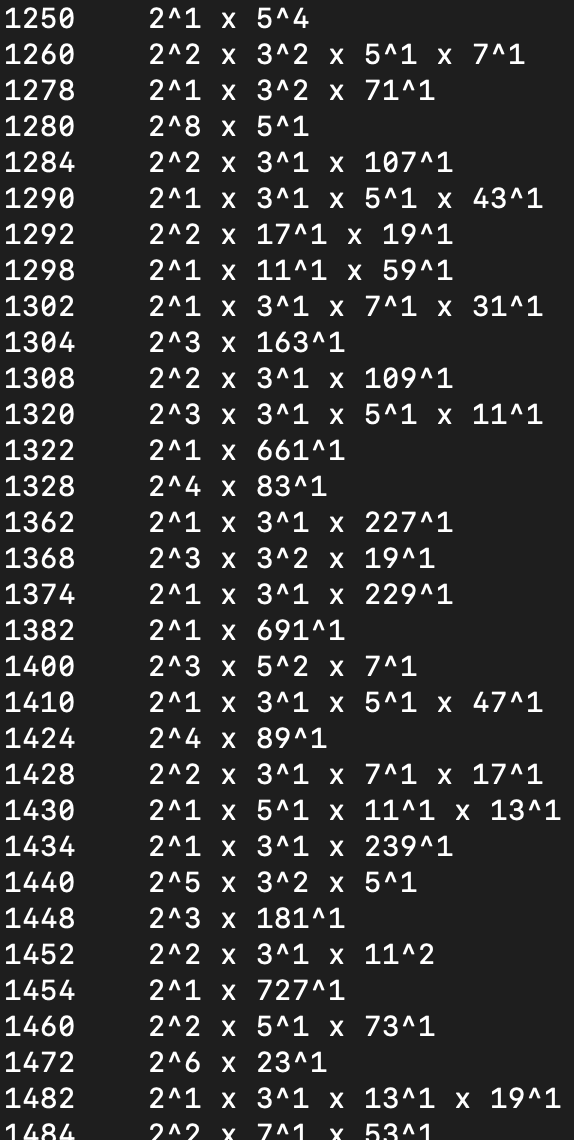 1250    2^1 x 5^4
1260    2^2 x 3^2 x 5^1 x 7^1
1278    2^1 x 3^2 x 71^1
1280    2^8 x 5^1
1284    2^2 x 3^1 x 107^1
1290    2^1 x 3^1 x 5^1 x 43^1
1292    2^2 x 17^1 x 19^1
1298    2^1 x 11^1 x 59^1
1302    2^1 x 3^1 x 7^1 x 31^1
1304    2^3 x 163^1
1308    2^2 x 3^1 x 109^1
1320    2^3 x 3^1 x 5^1 x 11^1
1322    2^1 x 661^1
1328    2^4 x 83^1
1362    2^1 x 3^1 x 227^1
1368    2^3 x 3^2 x 19^1
1374    2^1 x 3^1 x 229^1
1382    2^1 x 691^1
1400    2^3 x 5^2 x 7^1
1410    2^1 x 3^1 x 5^1 x 47^1
1424    2^4 x 89^1
1428    2^2 x 3^1 x 7^1 x 17^1
1430    2^1 x 5^1 x 11^1 x 13^1
1434    2^1 x 3^1 x 239^1
1440    2^5 x 3^2 x 5^1
1448    2^3 x 181^1
1452    2^2 x 3^1 x 11^2
1454    2^1 x 727^1
1460    2^2 x 5^1 x 73^1
1472    2^6 x 23^1
1482    2^1 x 3^1 x 13^1 x 19^1
1484    2^2 x 7^1 x 53^1